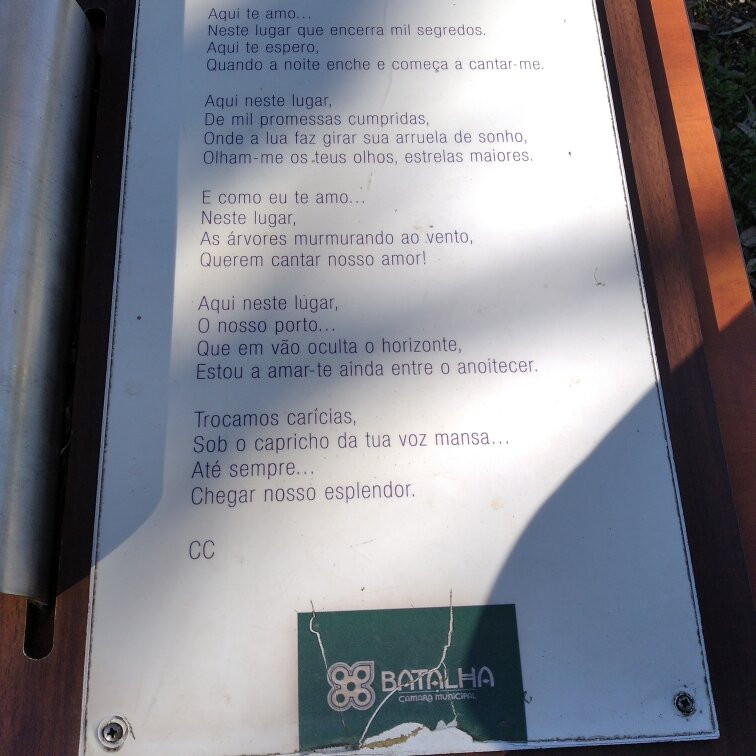 Aqui te amo...
Neste lugar que encerra mil segredos.
Aqui te espero,
Quando a noite enche e começa a cantar-me.
Aqui neste lugar,
De mil promessas cumpridas,
Onde a lua faz girar sua arruela de sonho,
Olham-me os teus olhos, estrelas maiores.
E como eu te amo...
Neste lugar,
As árvores murmurando ao vento,
Querem cantar nosso amor!
Aqui neste lugar,
O nosso porto...
Que em vão oculta o horizonte,
Estou a amar-te ainda entre o anoitecer.
Trocamos carícias,
Sob o capricho da tua voz mansa...
Até sempre...
Chegar nosso esplendor.
CC
BATALHA
CAMARA MUNICIPAL